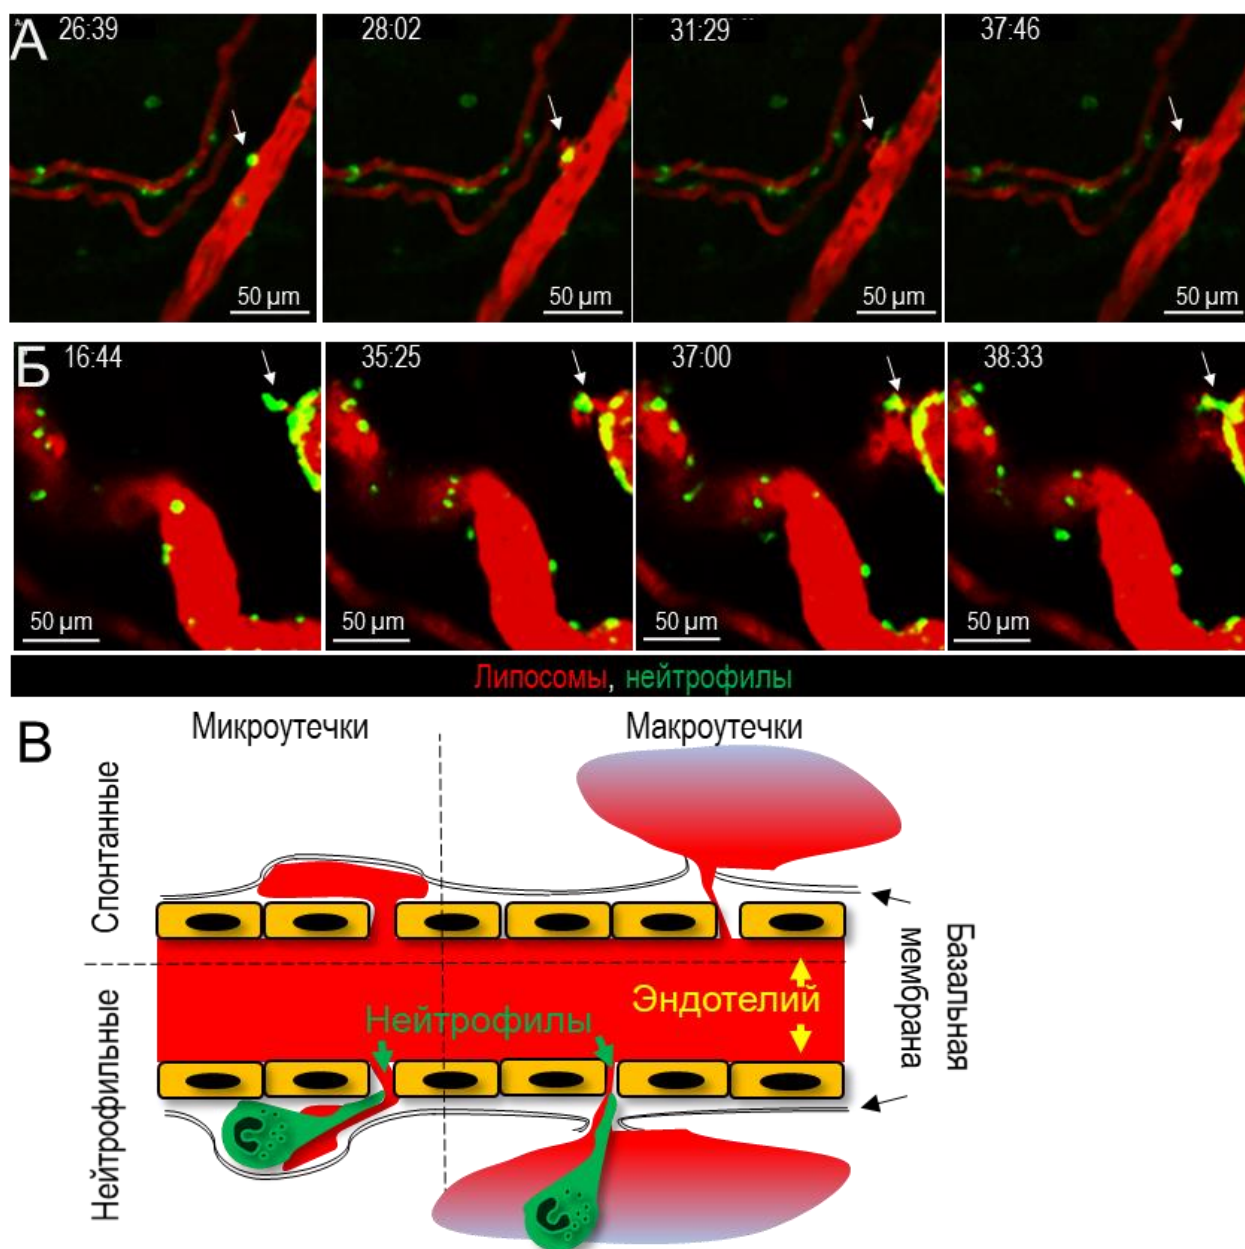 А
26:39
28:02
31:29
37:46
50 µm
50 µm
50 µm
50 µm
Б
16:44
35:25
37:00
38:33
50 µm
50 µm
50 µm
50 µm
Липосомы, нейтрофилы
В
Микроутечки
Макроутечки
Спонтанные
Нейтрофильные
Нейтрофилы
Эндотелий
Базальная
мембрана